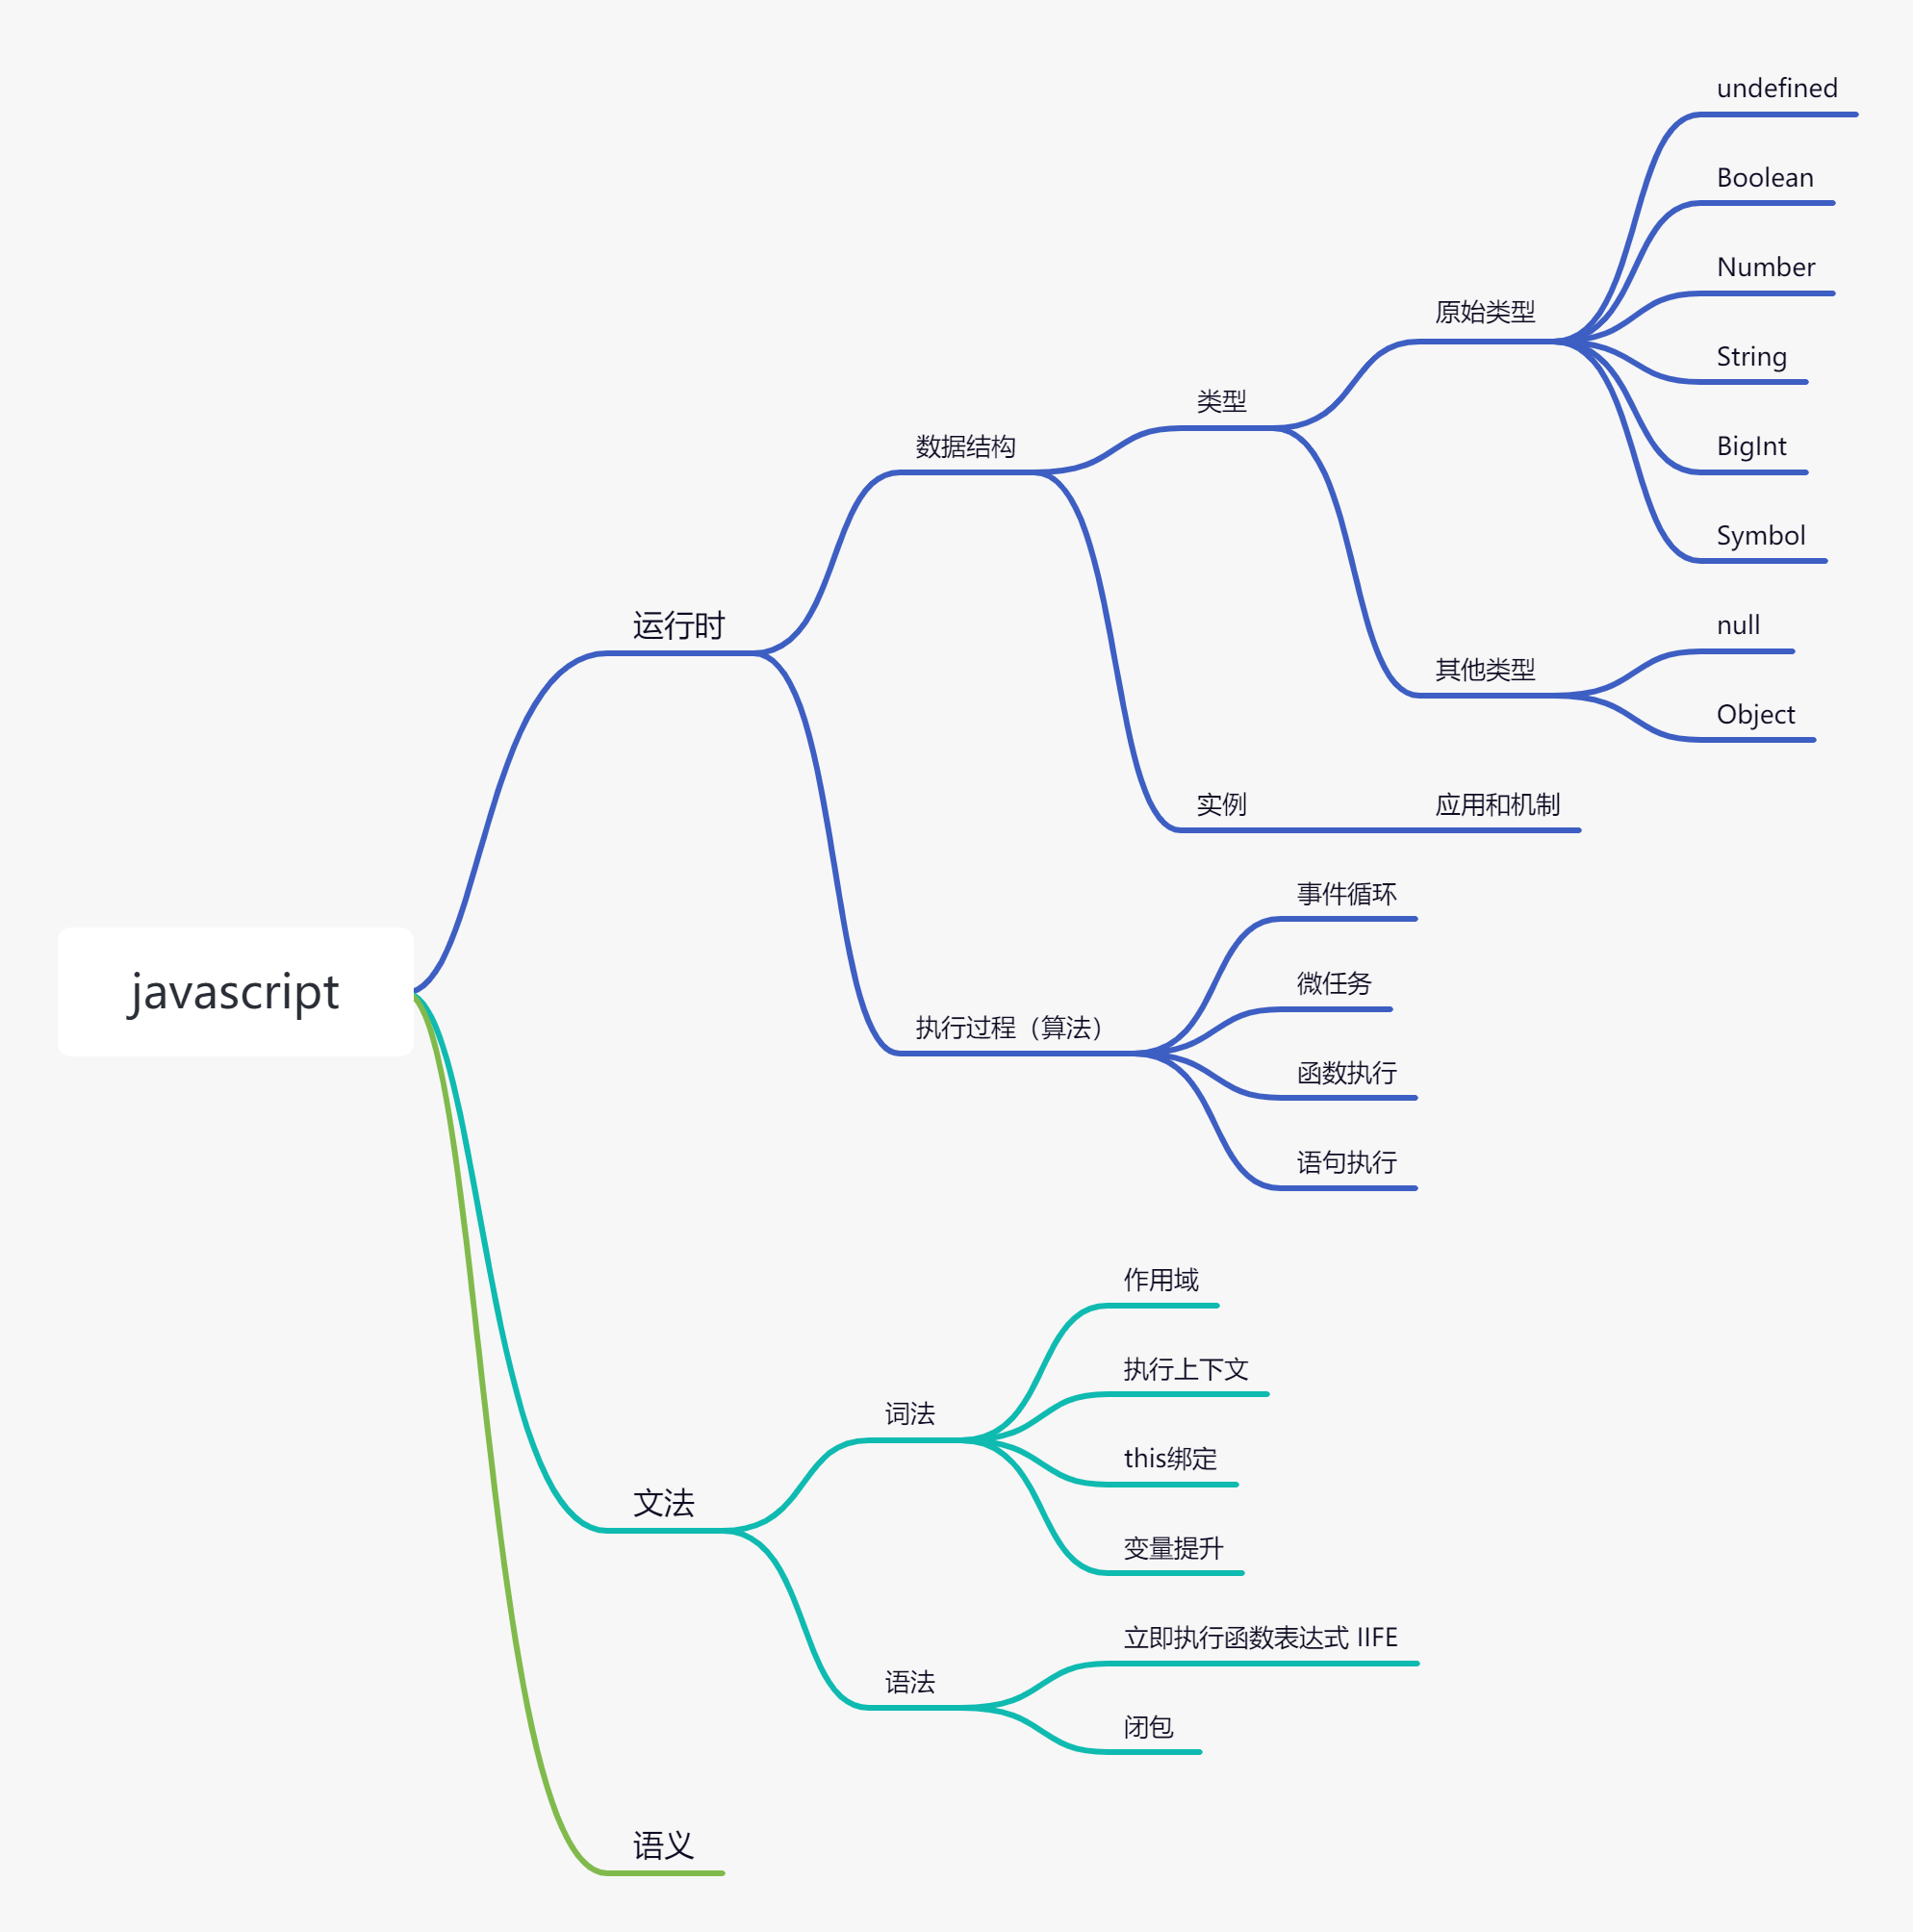 undefined
Boolean
Number
原始类型
String
类型
数据结构
BigInt
Symbol
运行时
null
其他类型
Object
实例
应用和机制
事件循环
微任务
javascript
执行过程（算法）
函数执行
语句执行
作用域
执行上下文
词法
this绑定
文法
变量提升
立即执行函数表达式 IIFE
语法
闭包
语义